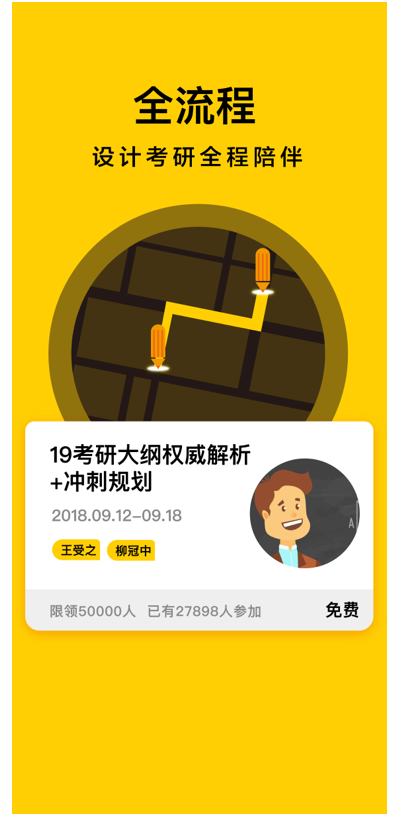 全流程
设计考研全程陪伴
19考研大纲权威解析
+冲刺规划
2018.09.12–09.18
王受之 柳冠中
A
限领50000人 已有27898人参加 免费